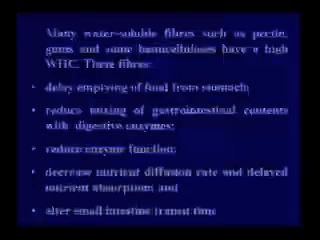 Many water-soluble fibres such as pectin,
gums and some hemicelluloses have a high
WHC. These fibres:
• delay emptying of food from stomach;
• reduce mixing of gastrointestinal contents
with digestive enzymes;
• reduce enzyme function;
• decrease nutrient diffusion rate and delayed
nutrient absorption; and
• alter small intestine transit time